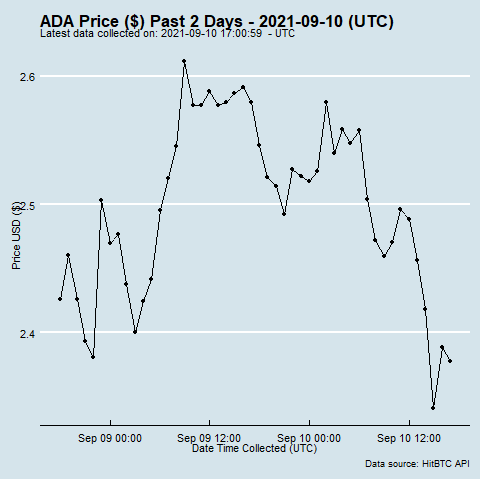 ADA Price ($) Past 2 Days - 2021-09-10 (UTC)
Latest data collected on: 2021-09-10 17:00:59  - UTC
2.6
2.5
2.4
Price USD ($)
Sep 09 00:00 Sep 09 12:00 Sep 10 00:00 Sep 10 12:00
Date Time Collected (UTC)
Data source: HitBTC API